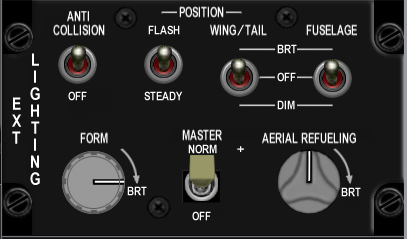 POSITION
ANTI
COLLISION
FLASH
WING/TAIL
FUSELAGE
BRT
OFF
DIM
OFF
STEADY
EXT
LIGHTING
FORM
BRT
MASTER
NORM
+
OFF
AERIAL REFUELING
BRT